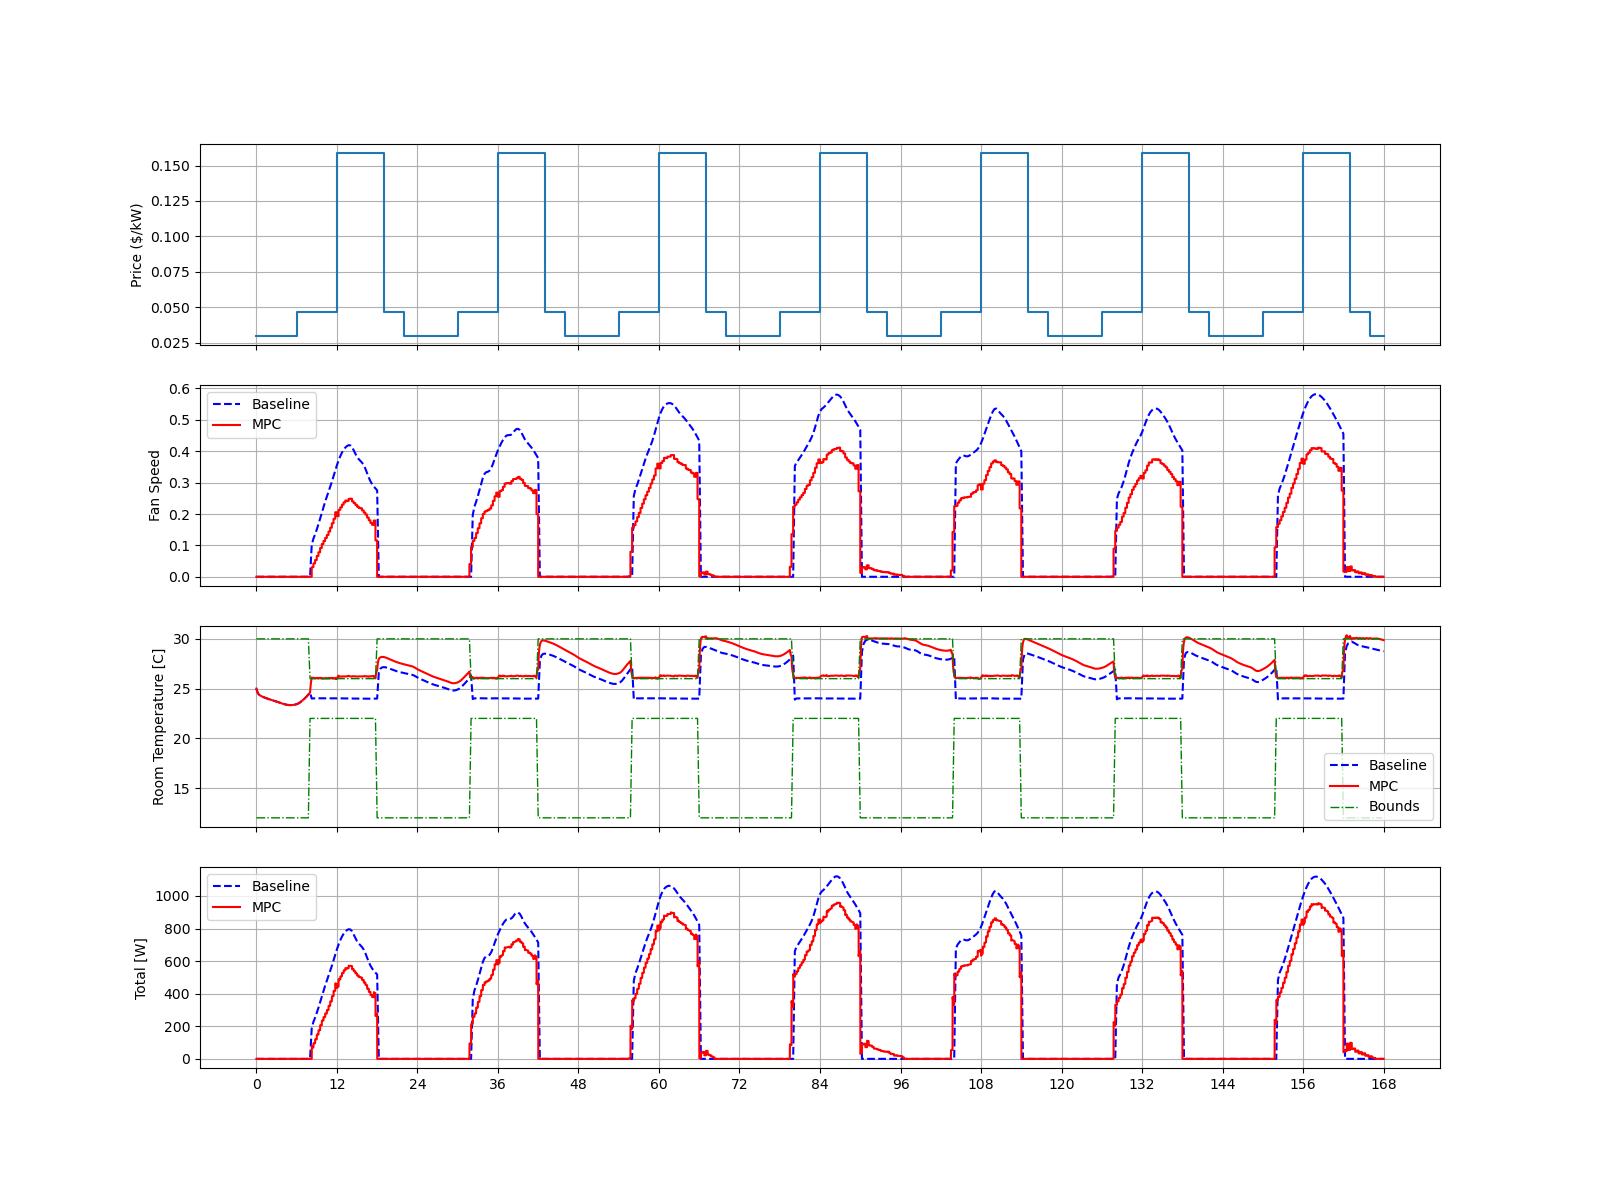 Price ($/kW)
0.150
0.125
0.100
0.075
0.050
0.025
Fan Speed
0.6
0.5
0.4
0.3
0.2
0.1
0.0
Baseline
MPC
Room Temperature [C]
30
25
20
15
Baseline
MPC
Bounds
Total [W]
1000
800
600
400
200
0
Baseline
MPC
0 12 24 36 48 60 72 84 96 108 120 132 144 156 168